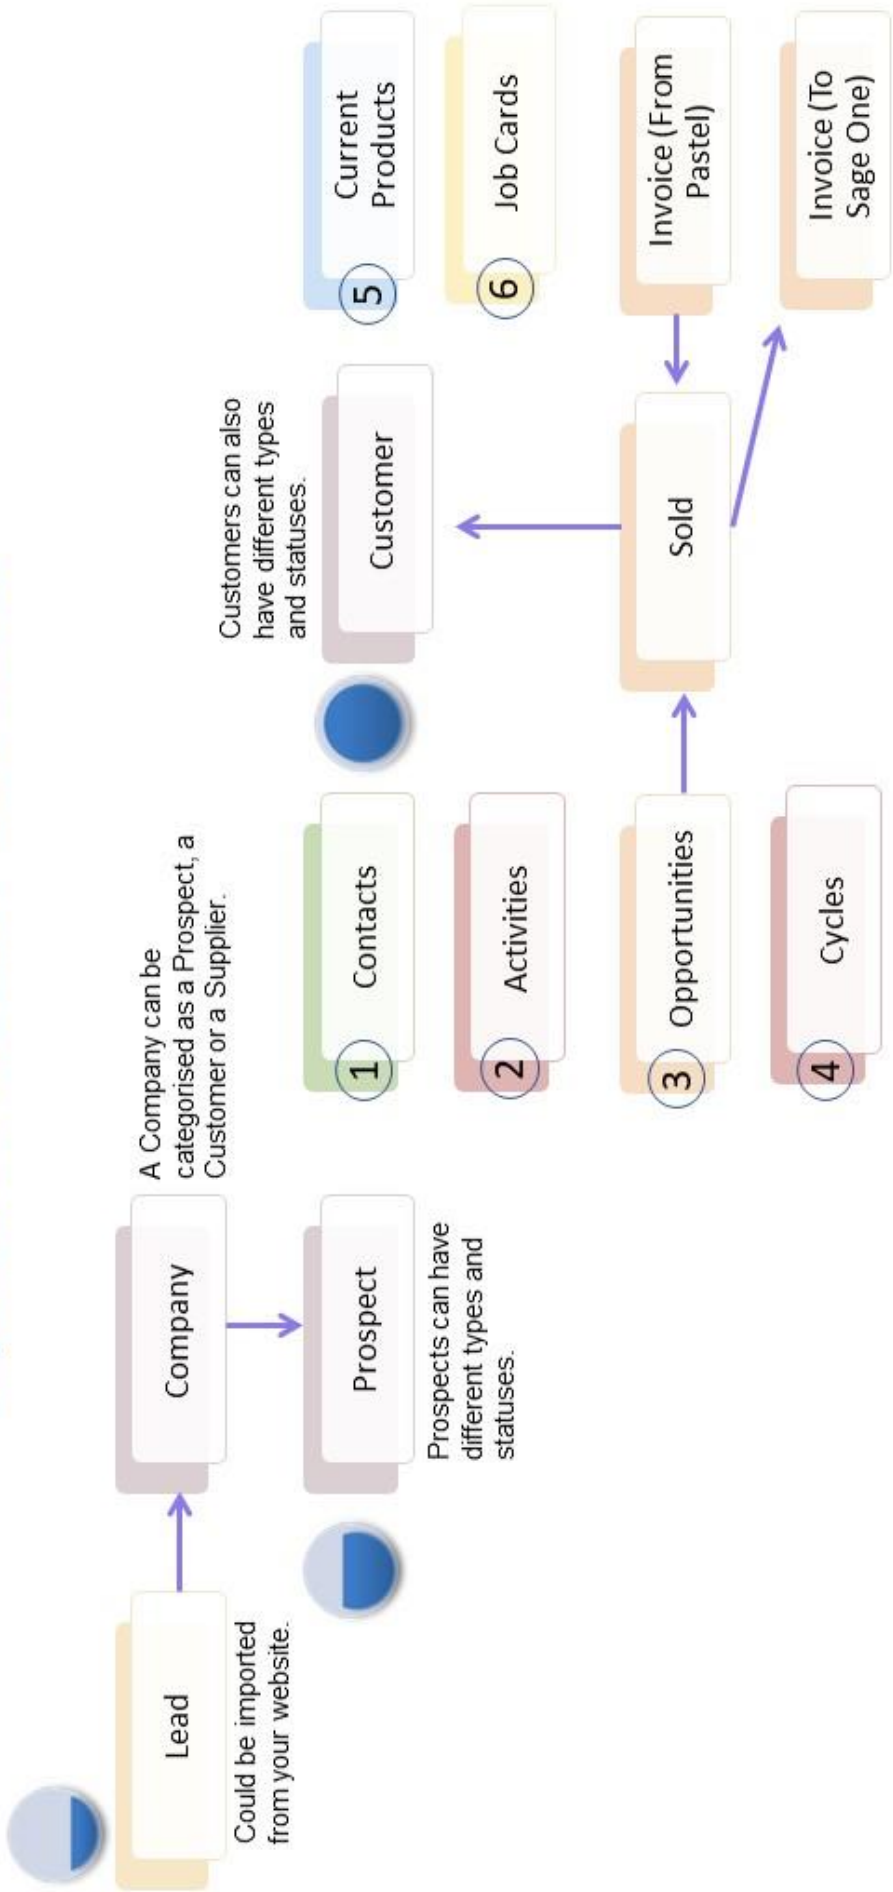 Lead
Could be imported
from your website.
Company
A Company can be
categorised as a Prospect, a
Customer or a Supplier.
Prospect
Prospects can have
different types and
statuses.
1
Contacts
2
Activities
3
Opportunities
4
Cycles
Customers can also
have different types
and statuses.
Customer
Sold
5
Current
Products
6
Job Cards
Invoice (From
Pastel)
Invoice (To
Sage One)